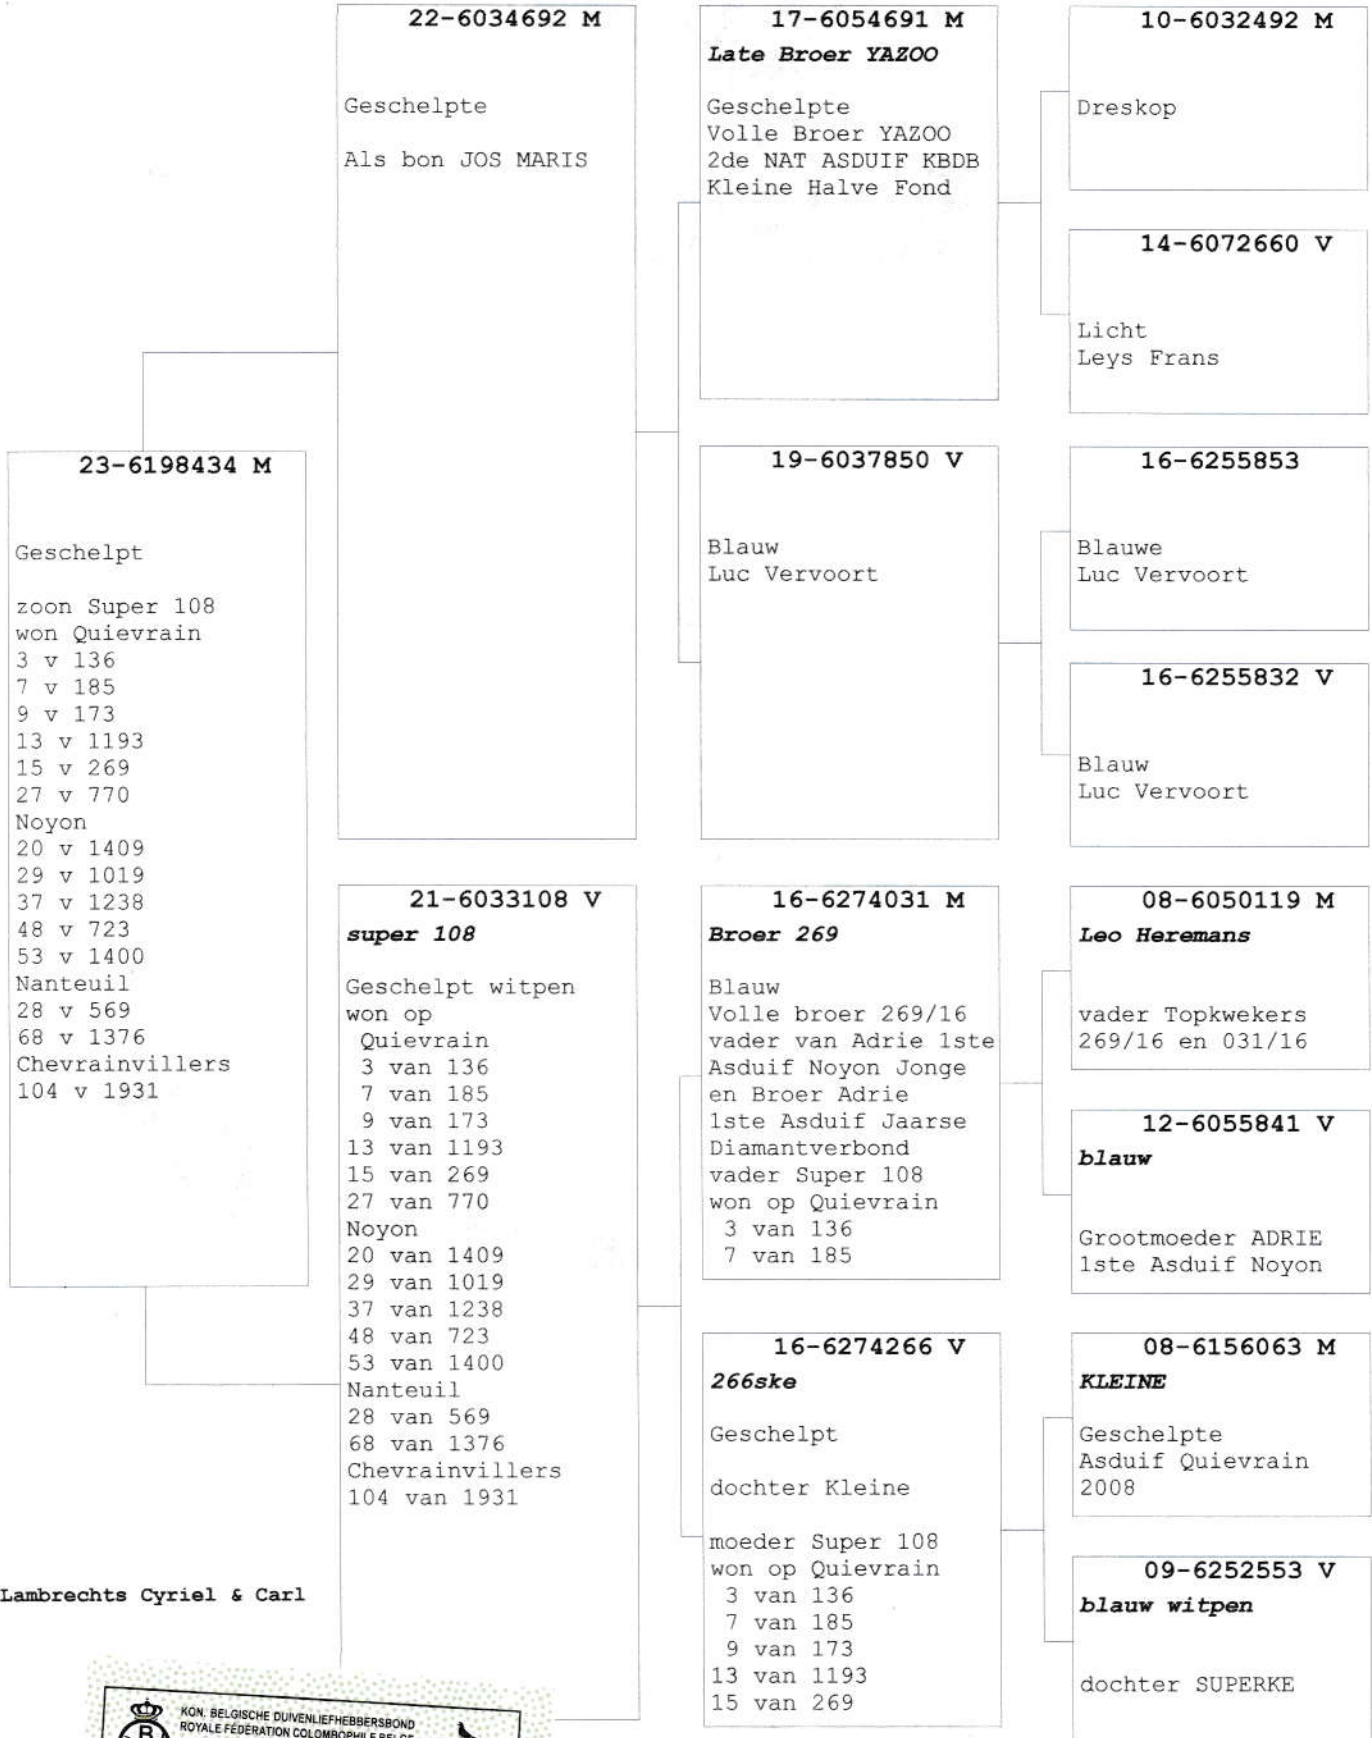 23-6198434 M
Geschelpt
zoon Super 108
won Quievrain
3 v 136
7 v 185
9 v 173
13 v 1193
15 v 269
27 v 770
Noyon
20 v 1409
29 v 1019
37 v 1238
48 v 723
53 v 1400
Nanteuil
28 v 569
68 v 1376
Chevrainvillers
104 v 1931
22-6034692 M
Geschelpte
Als bon JOS MARIS
21-6033108 V
super 108
Geschelpt witpen
won op
Quievrain
3 van 136
7 van 185
9 van 173
13 van 1193
15 van 269
27 van 770
Noyon
20 van 1409
29 van 1019
37 van 1238
48 van 723
53 van 1400
Nanteuil
28 van 569
68 van 1376
Chevrainvillers
104 van 1931
17-6054691 M
Late Broer YAZOO
Geschelpte
Volle Broer YAZOO
2de NAT ASDUIF KBDB
Kleine Halve Fond
19-6037850 V
Blauw
Luc Vervoort
16-6274031 M
Broer 269
Blauw
Volle broer 269/16
vader van Adrie 1ste
Asduif Noyon Jonge
en Broer Adrie
1ste Asduif Jaarse
Diamantverbond
vader Super 108
won op Quievrain
3 van 136
7 van 185
16-6274266 V
266ske
Geschelpt
dochter Kleine
moeder Super 108
won op Quievrain
3 van 136
7 van 185
9 van 173
13 van 1193
15 van 269
10-6032492 M
Dreskop
14-6072660 V
Licht
Leys Frans
16-6255853
Blauwe
Luc Vervoort
16-6255832 V
Blauw
Luc Vervoort
08-6050119 M
Leo Heremans
vader Topkwekers
269/16 en 031/16
12-6055841 V
blauw
Grootmoeder ADRIE
1ste Asduif Noyon
08-6156063 M
KLEINE
Geschelpte
Asduif Quievrain
2008
09-6252553 V
blauw witpen
dochter SUPERKE
Lambrechts Cyriel & Carl
B
KON. BELGISCHE DUIVENLIEFHEBBERSBOND
ROYALE FÉDÉRATION COLOMBOPHILE BELGE